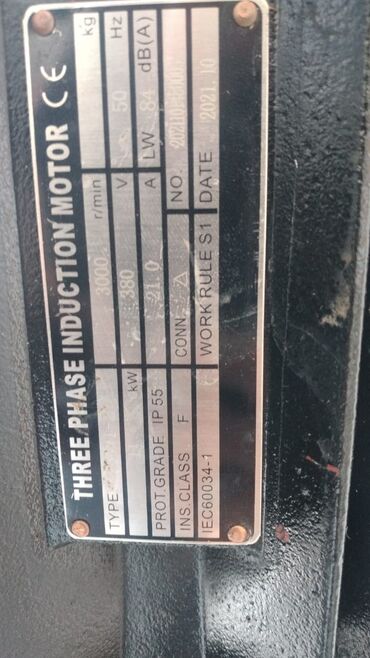 THREE PHASE INDUCTION MOTOR CE
TYPE 3000 r/min kg
kW 380 V 50 Hz
PROT.GRADE IP 55 21.0 A LW 84 dB(A)
INS.CLASS F CONN △ NO.
IEC60034-1 WORK RULE S1 DATE 2021.10